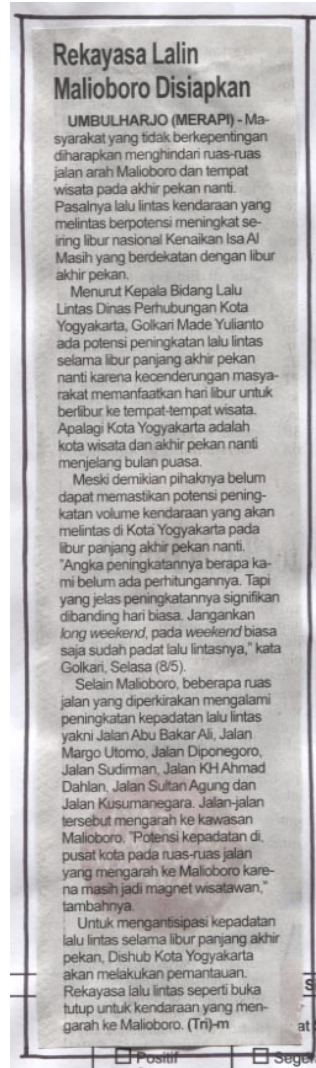 Rekayasa Lalin
Malioboro Disiapkan
UMBULHARJO (MERAPI) - Ma-
syarakat yang tidak berkepentingan
diharapkan menghindari ruas-ruas
jalan arah Malioboro dan tempat
wisata pada akhir pekan nanti.
Pasalnya lalu lintas kendaraan yang
melintas berpotensi meningkat se-
iring libur nasional Kenaikan Isa Al
Masih yang berdekatan dengan libur
akhir pekan.
Menurut Kepala Bidang Lalu
Lintas Dinas Perhubungan Kota
Yogyakarta, Golkari Made Yulianto
ada potensi peningkatan lalu lintas
selama libur panjang akhir pekan
nanti karena kecenderungan masya-
rakat memanfaatkan hari libur untuk
berlibur ke tempat-tempat wisata.
Apalagi Kota Yogyakarta adalah
kota wisata dan akhir pekan nanti
menjelang bulan puasa.
Meski demikian pihaknya belum
dapat memastikan potensi pening-
katan volume kendaraan yang akan
melintas di Kota Yogyakarta pada
libur panjang akhir pekan nanti.
"Angka peningkatannya berapa ka-
mi belum ada perhitungannya. Tapi
yang jelas peningkatannya signifikan
dibanding hari biasa. Jangankan
long weekend, pada weekend biasa
saja sudah padat lalu lintasnya," kata
Golkari, Selasa (8/5).
Selain Malioboro, beberapa ruas
jalan yang diperkirakan mengalami
peningkatan kepadatan lalu lintas
yakni Jalan Abu Bakar Ali, Jalan
Margo Utomo, Jalan Diponegoro,
Jalan Sudirman, Jalan KH Ahmad
Dahlan, Jalan Sultan Agung dan
Jalan Kusumanegara. Jalan-jalan
tersebut mengarah ke kawasan
Malioboro. "Potensi kepadatan di
pusat kota pada ruas-ruas jalan
yang mengarah ke Malioboro kare-
na masih jadi magnet wisatawan,"
tambahnya.
Untuk mengantisipasi kepadatan
lalu lintas selama libur panjang akhir
pekan, Dishub Kota Yogyakarta
akan melakukan pemantauan.
Rekayasa lalu lintas seperti buka
tutup untuk kendaraan yang men-
garah ke Malioboro. (Tri)-m
Positif